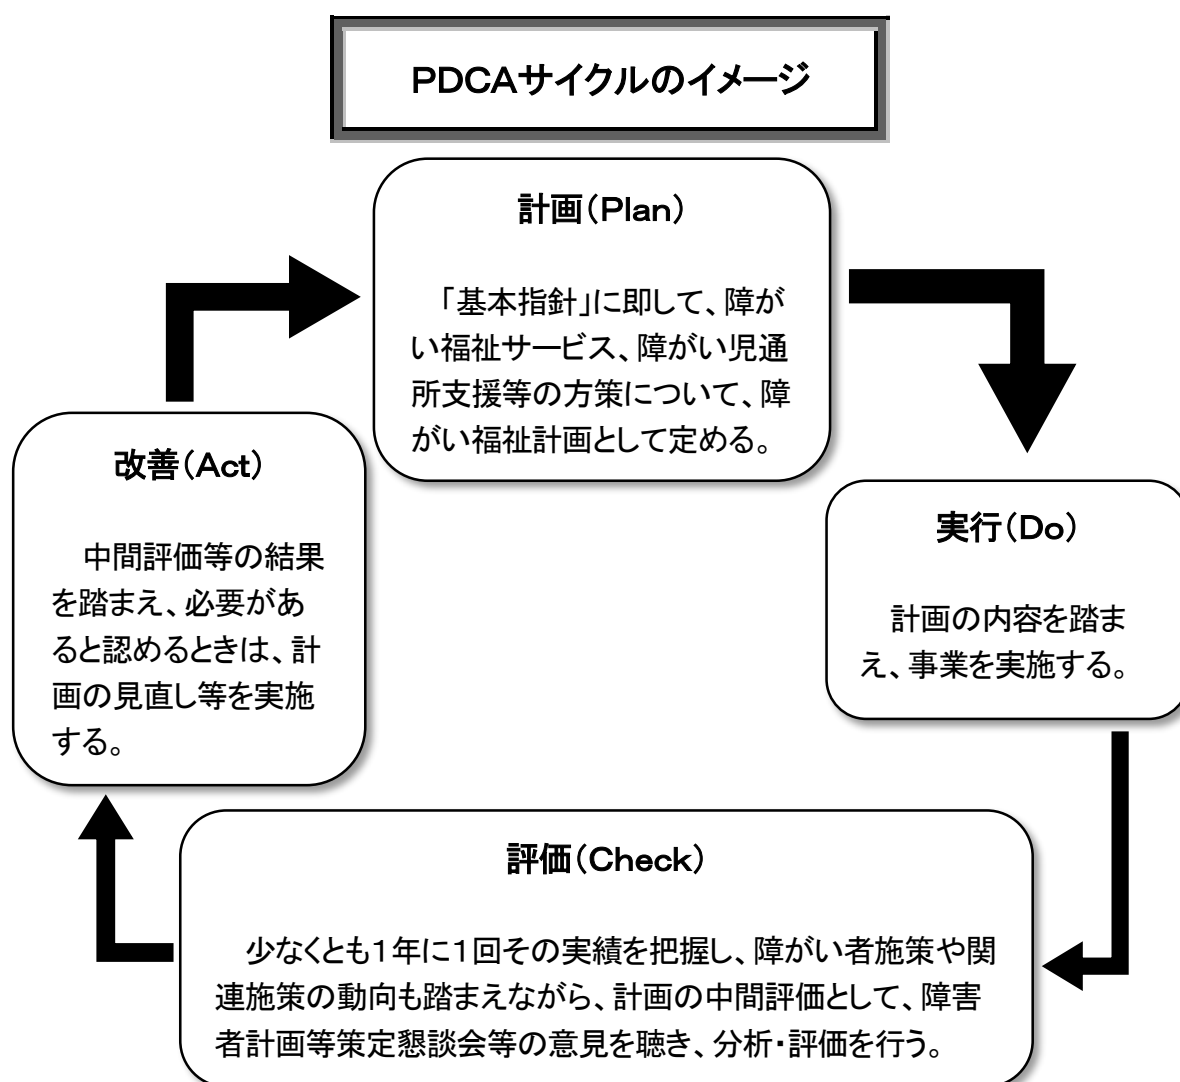 PDCAサイクルのイメージ
計画(Plan)
「基本指針」に即して、障が
い福祉サービス、障がい児通
所支援等の方策について、障
がい福祉計画として定める。
実行(Do)
計画の内容を踏ま
え、事業を実施する。
評価(Check)
少なくとも1年に1回その実績を把握し、障がい者施策や関
連施策の動向も踏まえながら、計画の中間評価として、障害
者計画等策定懇談会等の意見を聴き、分析・評価を行う。
改善(Act)
中間評価等の結果
を踏まえ、必要があ
ると認めるときは、計
画の見直し等を実施
する。